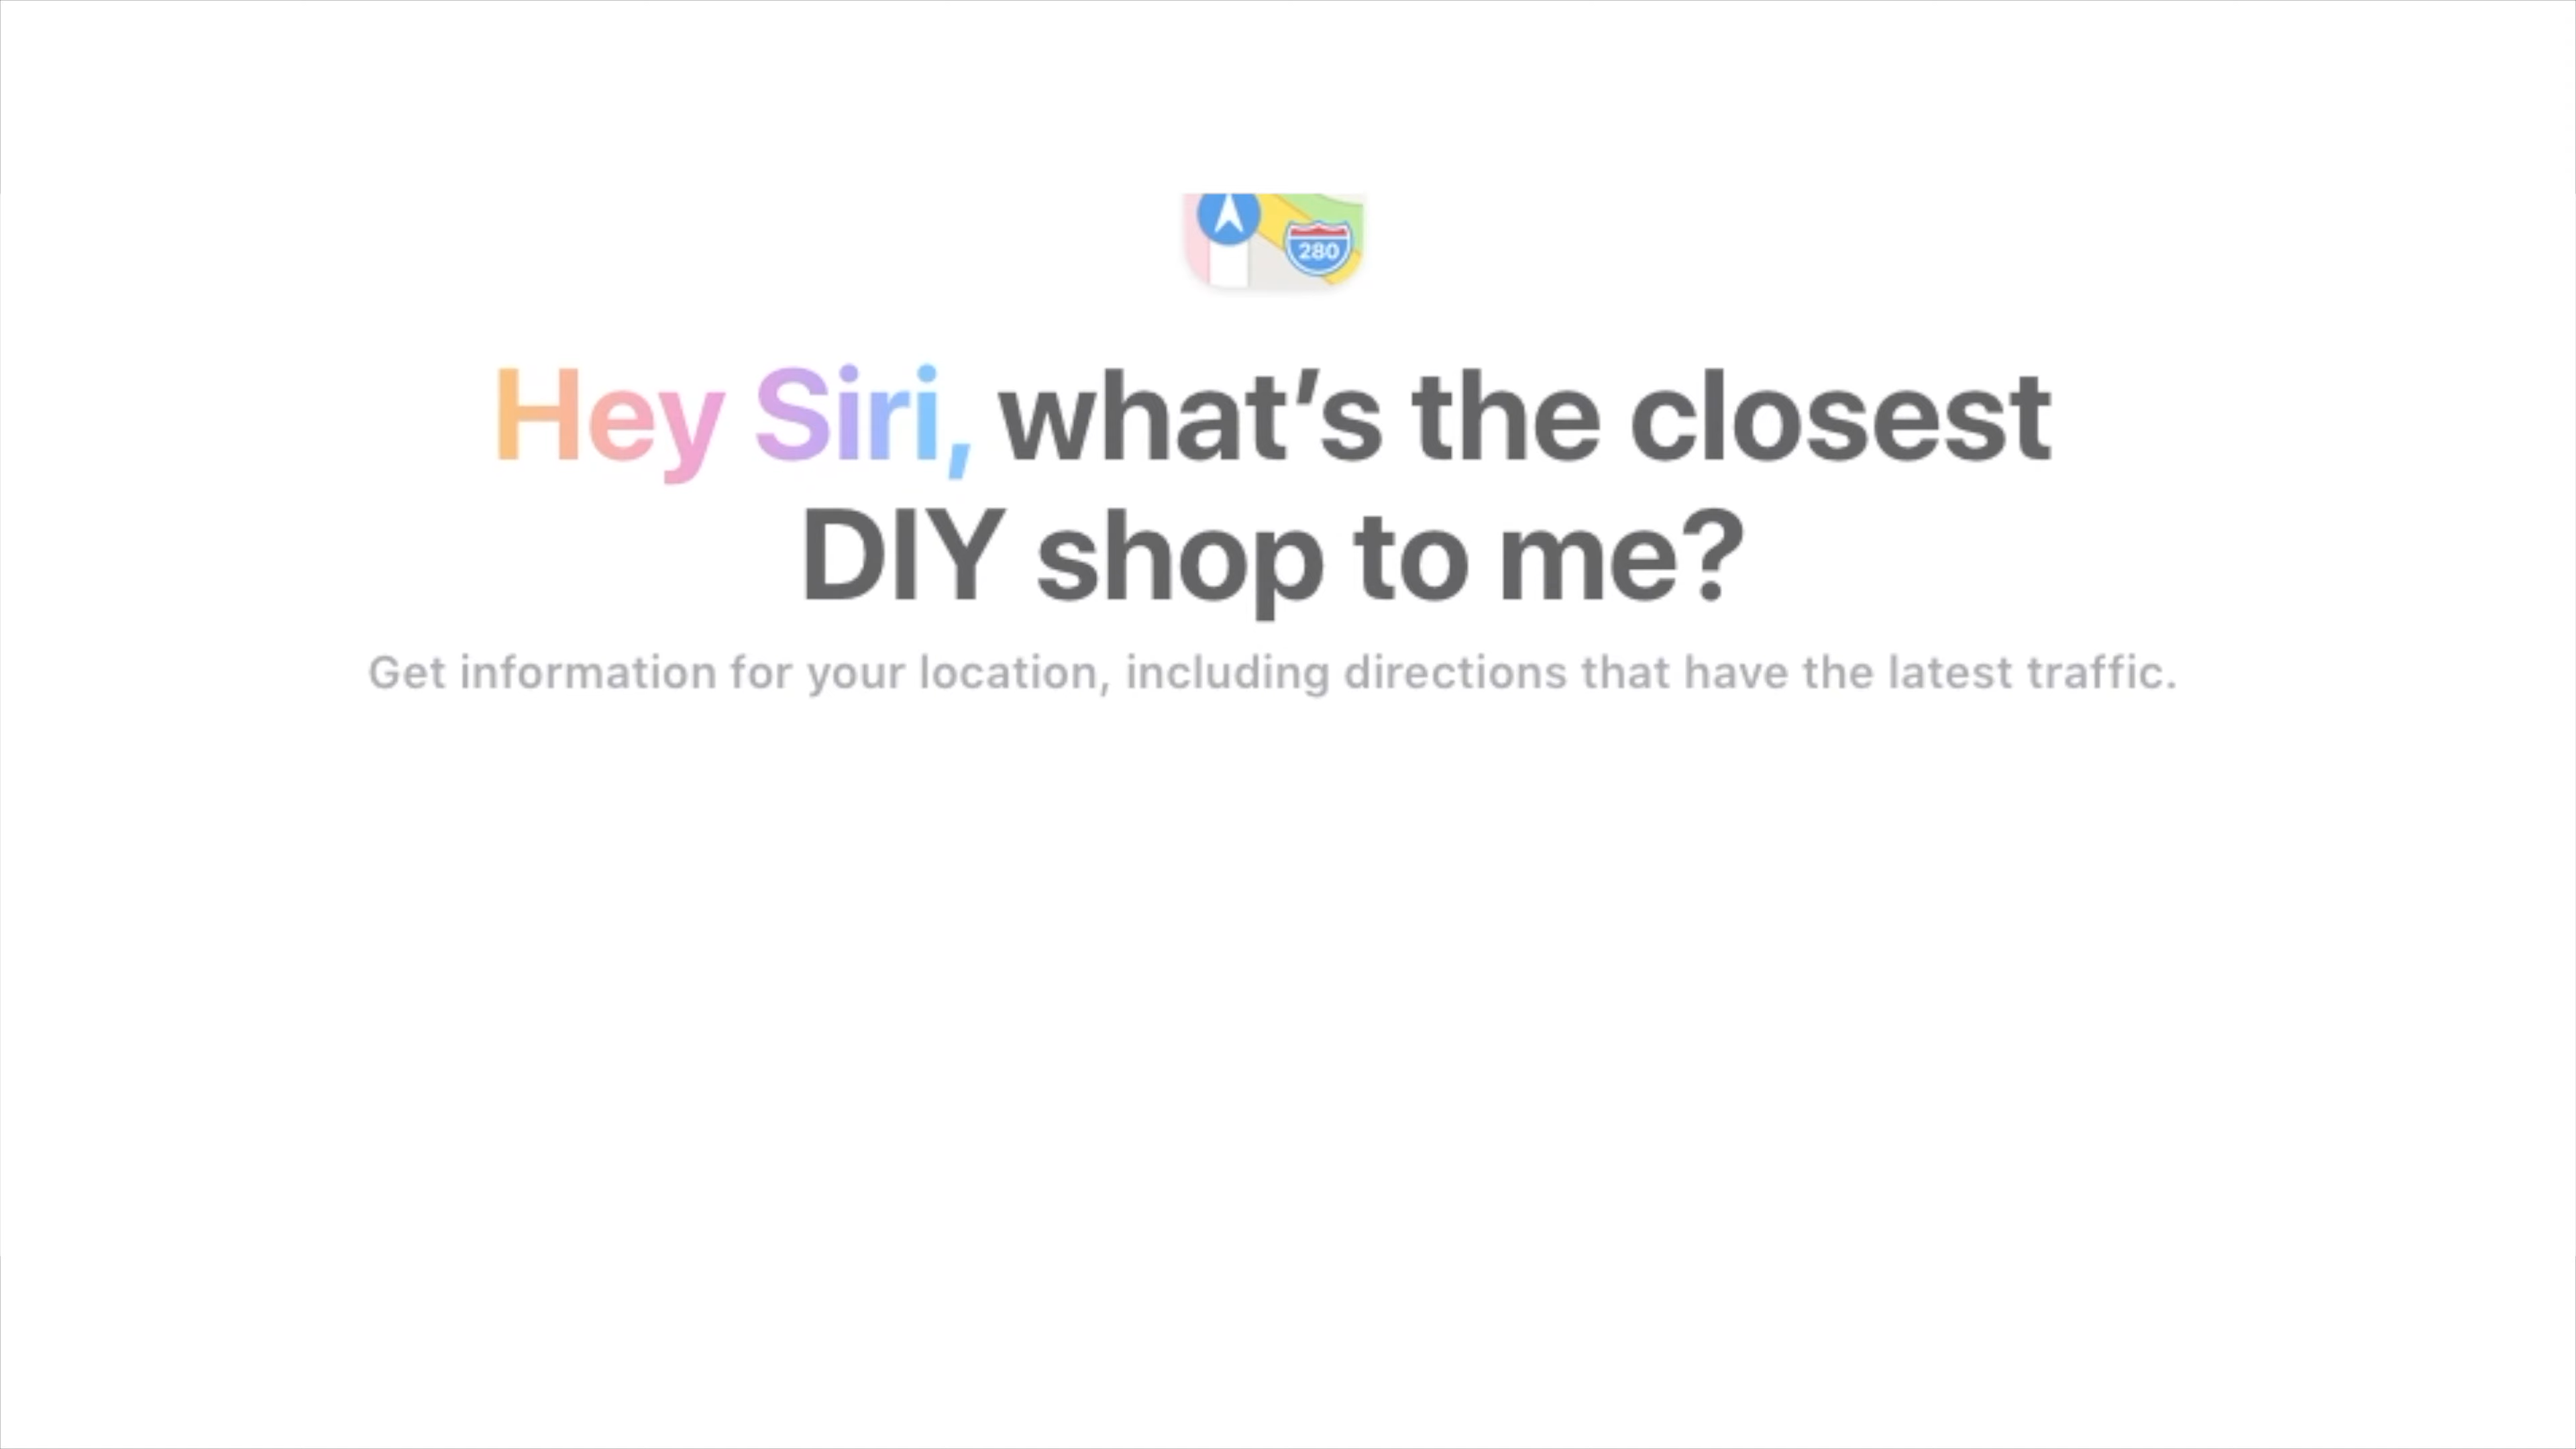 280
Hey Siri, what’s the closest
DIY shop to me?
Get information for your location, including directions that have the latest traffic.